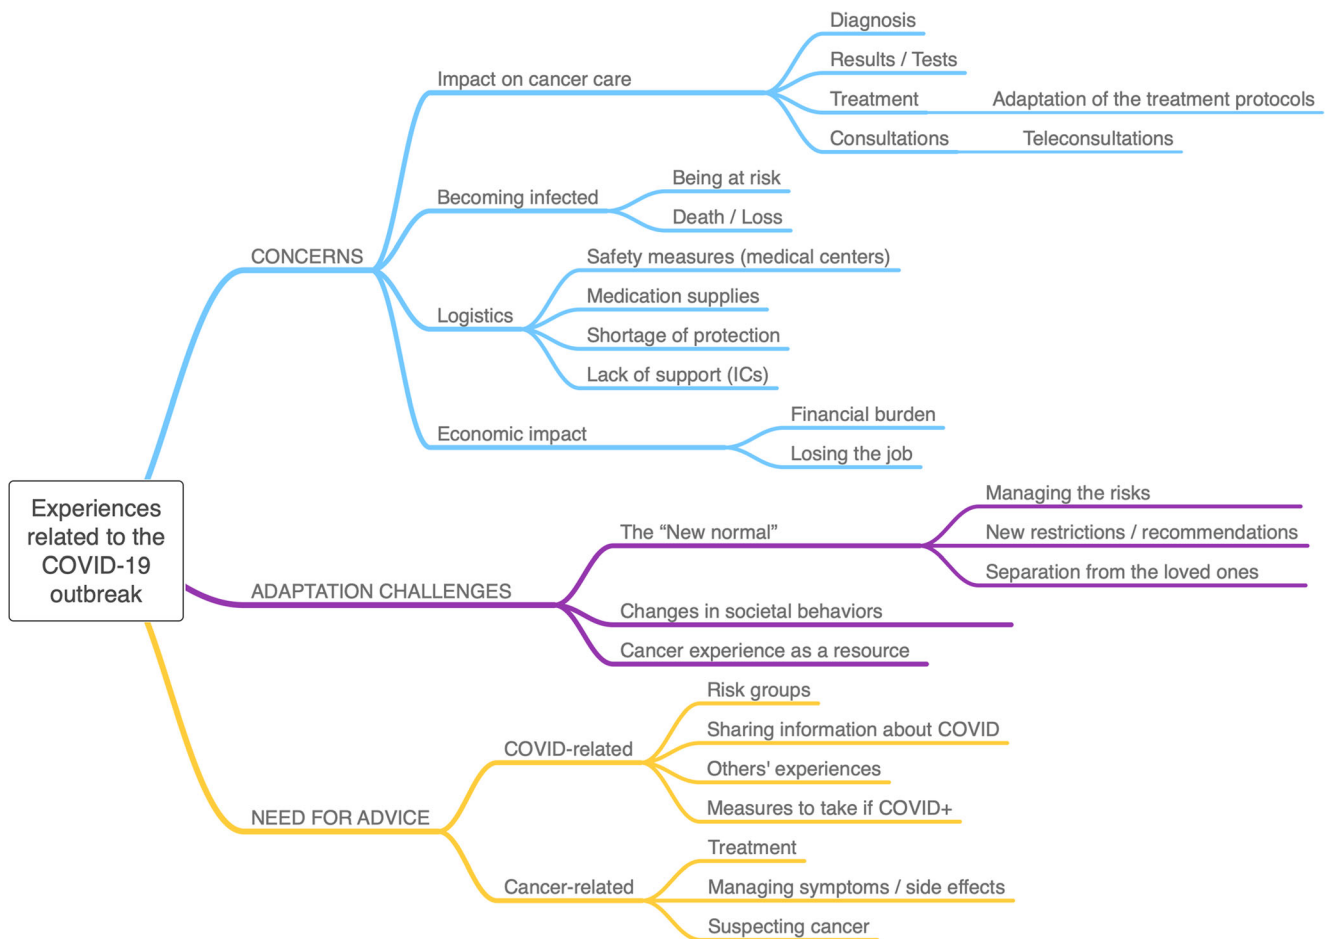 Diagnosis
Results / Tests
Impact on cancer care
Treatment
Adaptation of the treatment protocols
Consultations
Teleconsultations
Being at risk
Becoming infected
Death / Loss
CONCERNS
Safety measures (medical centers)
Medication supplies
Logistics
Shortage of protection
Lack of support (ICs)
Financial burden
Economic impact
Losing the job
Experiences
related to the
COVID-19
outbreak
Managing the risks
The “New normal”
New restrictions / recommendations
Separation from the loved ones
ADAPTATION CHALLENGES
Changes in societal behaviors
Cancer experience as a resource
Risk groups
Sharing information about COVID
COVID-related
Others' experiences
Measures to take if COVID+
NEED FOR ADVICE
Treatment
Cancer-related
Managing symptoms / side effects
Suspecting cancer